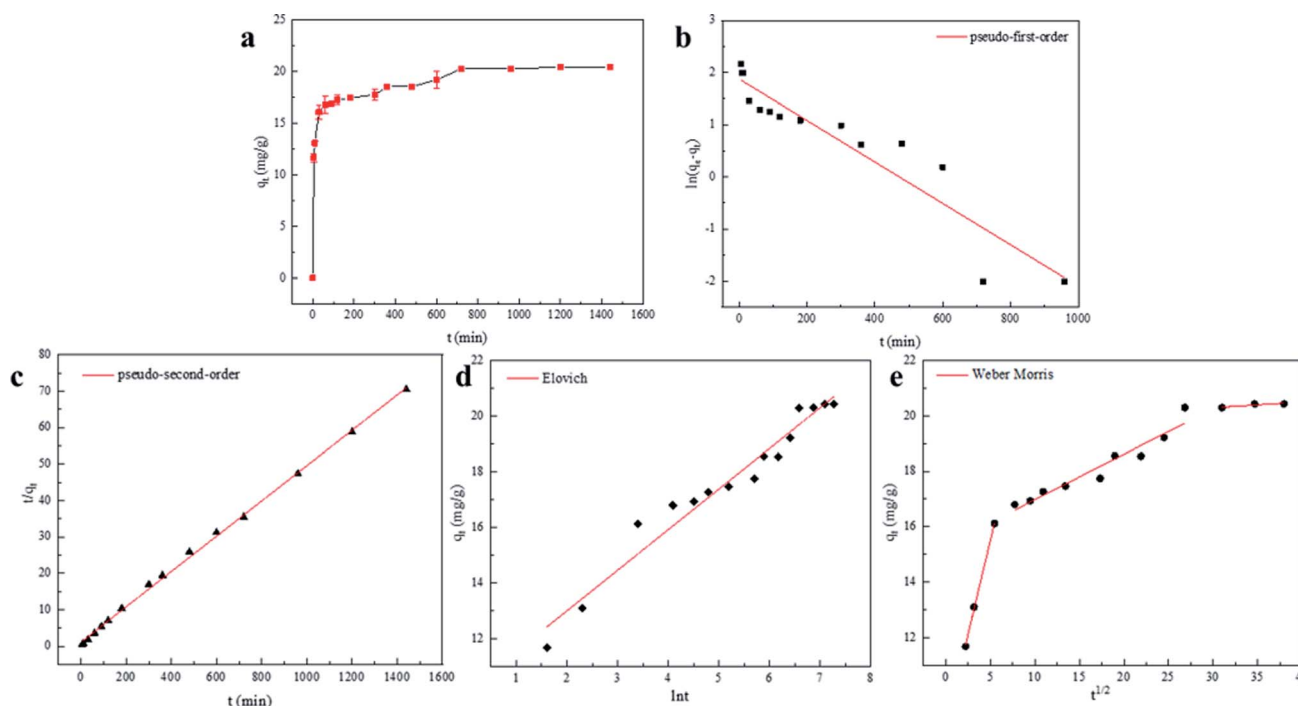 a
25
20
15
10
5
0
q_t (mg/g)
0 200 400 600 800 1000 1200 1400 1600
t (min)
b
pseudo-first-order
3
2
1
0
-1
-2
ln(q_e-q_t)
0 200 400 600 800 1000
t (min)
c
pseudo-second-order
80
70
60
50
40
30
20
10
0
t/q_t
0 200 400 600 800 1000 1200 1400 1600
t (min)
d
Elovich
22
20
18
16
14
12
q_t (mg/g)
1 2 3 4 5 6 7 8
lnt
e
Weber Morris
22
20
18
16
14
12
q_t (mg/g)
0 5 10 15 20 25 30 35
t^1/2